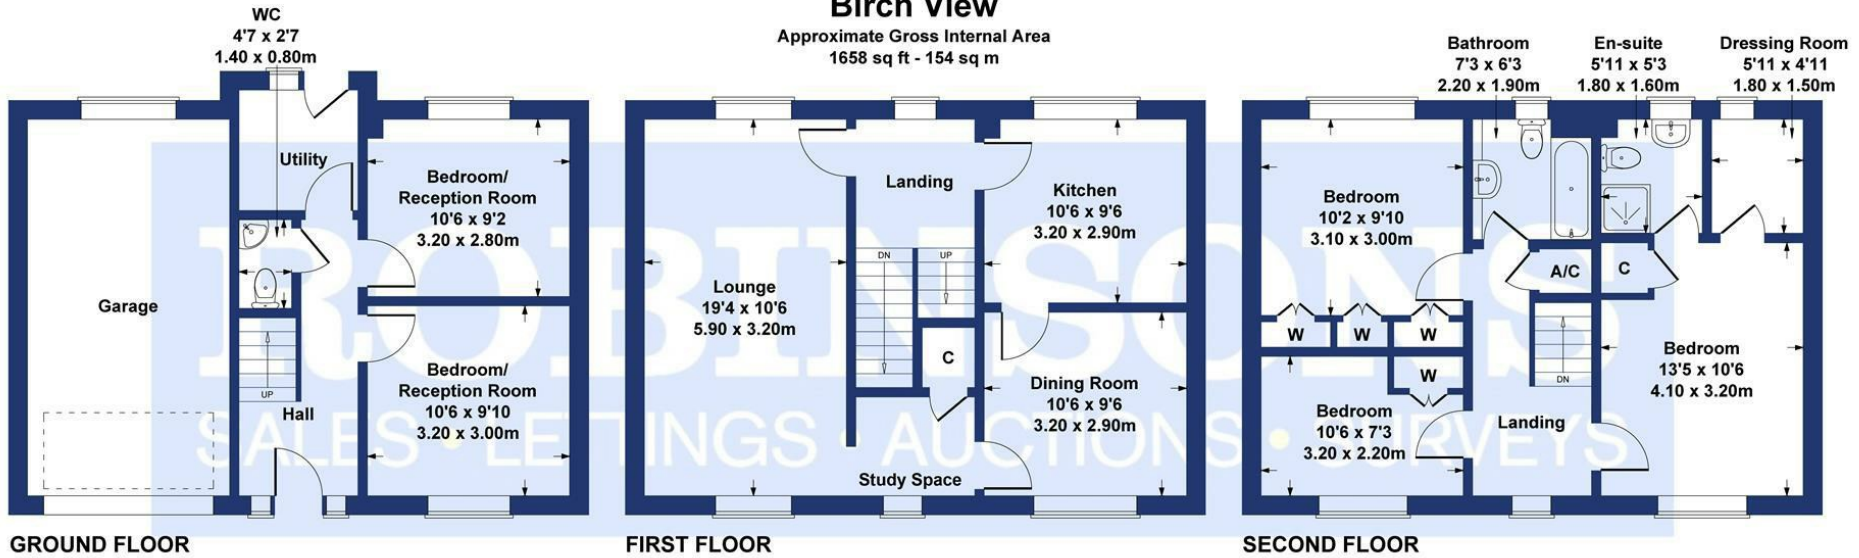 Birch View
Approximate Gross Internal Area
1658 sq ft - 154 sq m
WC
4'7 x 2'7
1.40 x 0.80m
Utility
Bedroom/
Reception Room
10'6 x 9'2
3.20 x 2.80m
Garage
Bedroom/
Reception Room
10'6 x 9'10
3.20 x 3.00m
UP
Hall
GROUND FLOOR
Landing
Kitchen
10'6 x 9'6
3.20 x 2.90m
DN
UP
Lounge
19'4 x 10'6
5.90 x 3.20m
C
Dining Room
10'6 x 9'6
3.20 x 2.90m
Study Space
FIRST FLOOR
Bathroom
7'3 x 6'3
2.20 x 1.90m
En-suite
5'11 x 5'3
1.80 x 1.60m
Dressing Room
5'11 x 4'11
1.80 x 1.50m
Bedroom
10'2 x 9'10
3.10 x 3.00m
A/C
C
W
W
W
W
Bedroom
13'5 x 10'6
4.10 x 3.20m
DN
Bedroom
10'6 x 7'3
3.20 x 2.20m
Landing
SECOND FLOOR
ROBINSONS
SALES • LETTINGS • AUCTIONS • SURVEYS